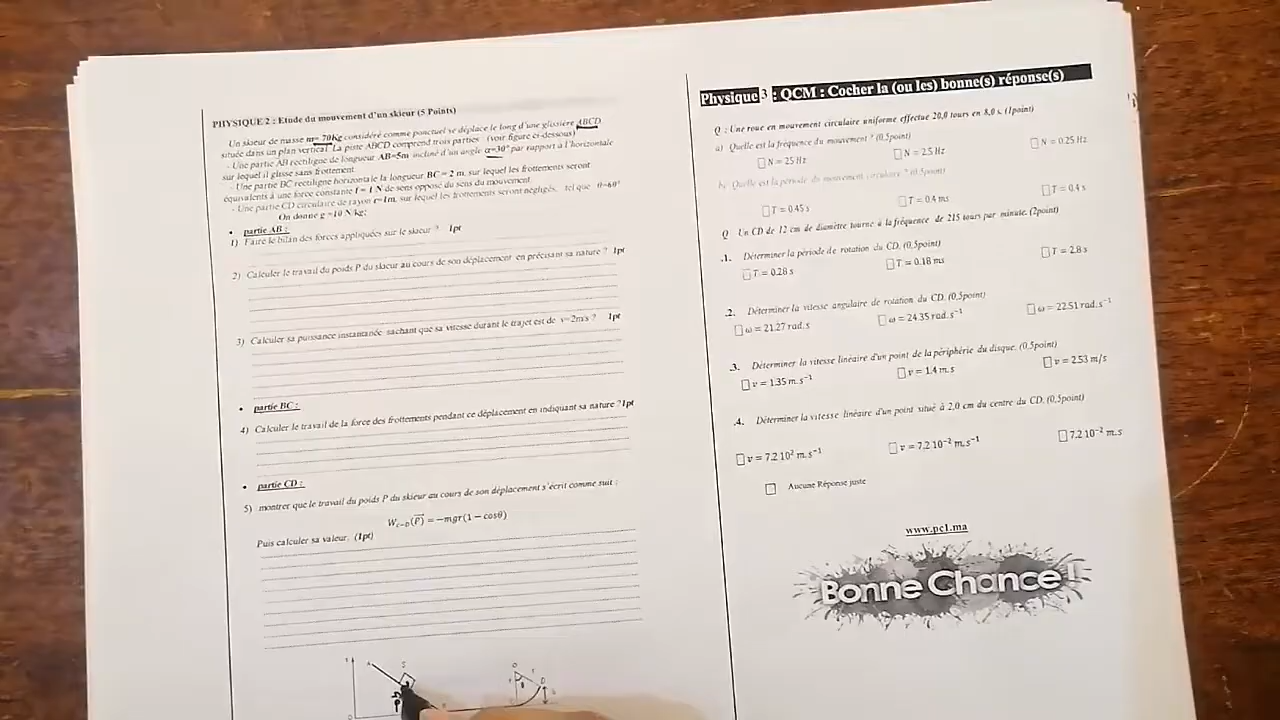 PHYSIQUE 2 : Etude du mouvement d'un skieur (5 Points)
Un skieur de masse m= 70Kg considéré comme ponctuel se déplace le long d'une glissière ABCD
située dans un plan vertical. La piste ABCD comprend trois parties (voir figure ci-dessous)
- Une partie AB rectiligne de longueur AB=5m incliné d'un angle α=30° par rapport à l'horizontale
sur lequel il glisse sans frottement
- Une partie BC rectiligne horizontale la longueur BC = 2 m, sur lequel les frottements seront
équivalents à une force constante f = 1 N de sens opposé du sens du mouvement
- Une partie CD circulaire de rayon r=1m, sur lequel les frottements seront négligés, tel que θ=60°
On donne g =10 N/kg:
• partie AB :
1) Faire le bilan des forces appliquées sur le skieur ? 1pt
2) Calculer le travail du poids P du skieur au cours de son déplacement en précisant sa nature ? 1pt
3) Calculer sa puissance instantanée sachant que sa vitesse durant le trajet est de v=2m/s ? 1pt
• partie BC :
4) Calculer le travail de la force des frottements pendant ce déplacement en indiquant sa nature ?1pt
• partie CD :
5) montrer que le travail du poids P du skieur au cours de son déplacement s'écrit comme suit :
W꜀₋D(P⃗) = −mgr(1 − cosθ)
Puis calculer sa valeur. (1pt)
A S
O r D
θ
Physique 3 : QCM : Cocher la (ou les) bonne(s) réponse(s)
Q : Une roue en mouvement circulaire uniforme effectue 20,0 tours en 8,0 s. (1point)
a) Quelle est la fréquence du mouvement ? (0,5point)
□ N = 25 Hz □ N = 2.5 Hz □ N = 0.25 Hz
b) Quelle est la période du mouvement circulaire ? (0.5point)
□ T = 0.45 s □ T = 0.4 ms □ T = 0.4 s
Q Un CD de 12 cm de diamètre tourne à la fréquence de 215 tours par minute. (2point)
.1. Déterminer la période de rotation du CD. (0,5point)
□ T = 0.28 s □ T = 0.18 ms □ T = 2.8 s
.2. Déterminer la vitesse angulaire de rotation du CD. (0,5point)
□ ω = 21.27 rad.s □ ω = 24.35 rad.s⁻¹ □ ω = 22.51 rad.s⁻¹
.3. Déterminer la vitesse linéaire d'un point de la périphérie du disque. (0,5point)
□ v = 1.35 m.s⁻¹ □ v = 1.4 m.s □ v = 2.53 m/s
.4. Déterminer la vitesse linéaire d'un point situé à 2,0 cm du centre du CD. (0,5point)
□ v = 7.2 10² m.s⁻¹ □ v = 7.2 10⁻² m.s⁻¹ □ 7.2 10⁻² m.s
□ Aucune Réponse juste
www.pc1.ma
Bonne Chance !